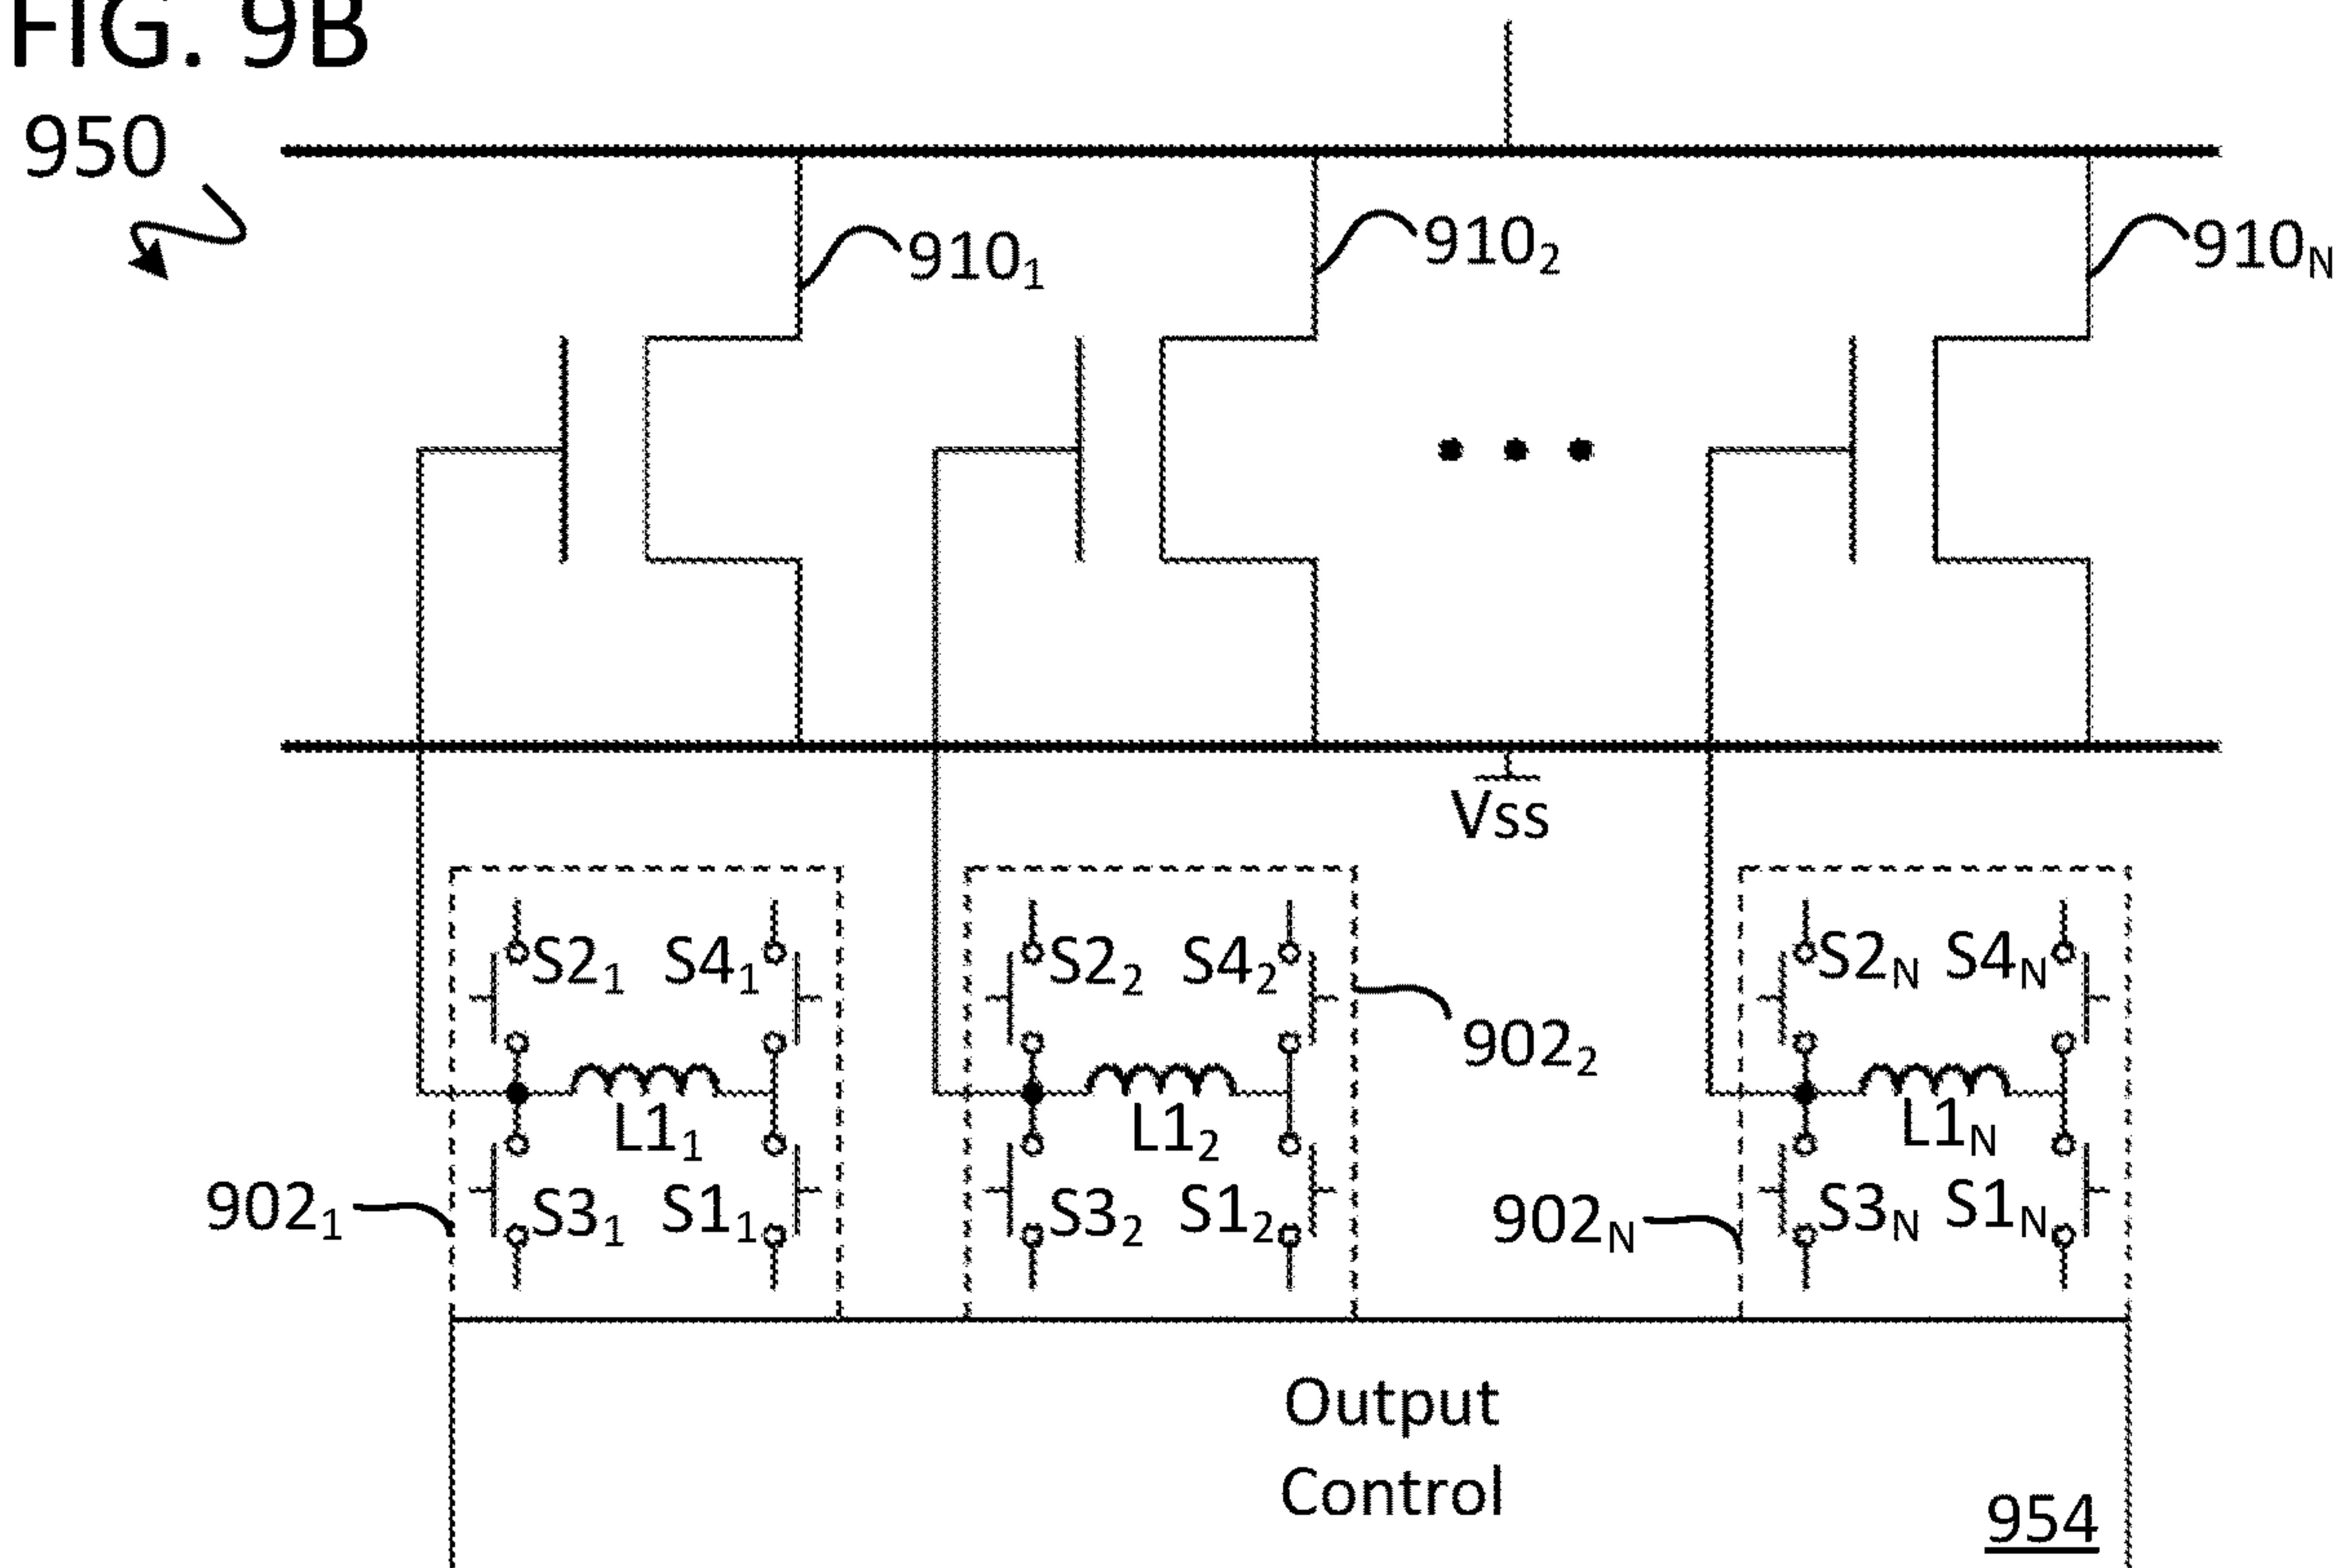 FIG. 9B
950
910₁
910₂
910N
Vss
S2₁ S4₁
S2₂ S4₂
S2N S4N
902₂
L1₁
L1₂
L1N
902₁
S3₁ S1₁
S3₂ S1₂
902N
S3N S1N
Output
Control
954